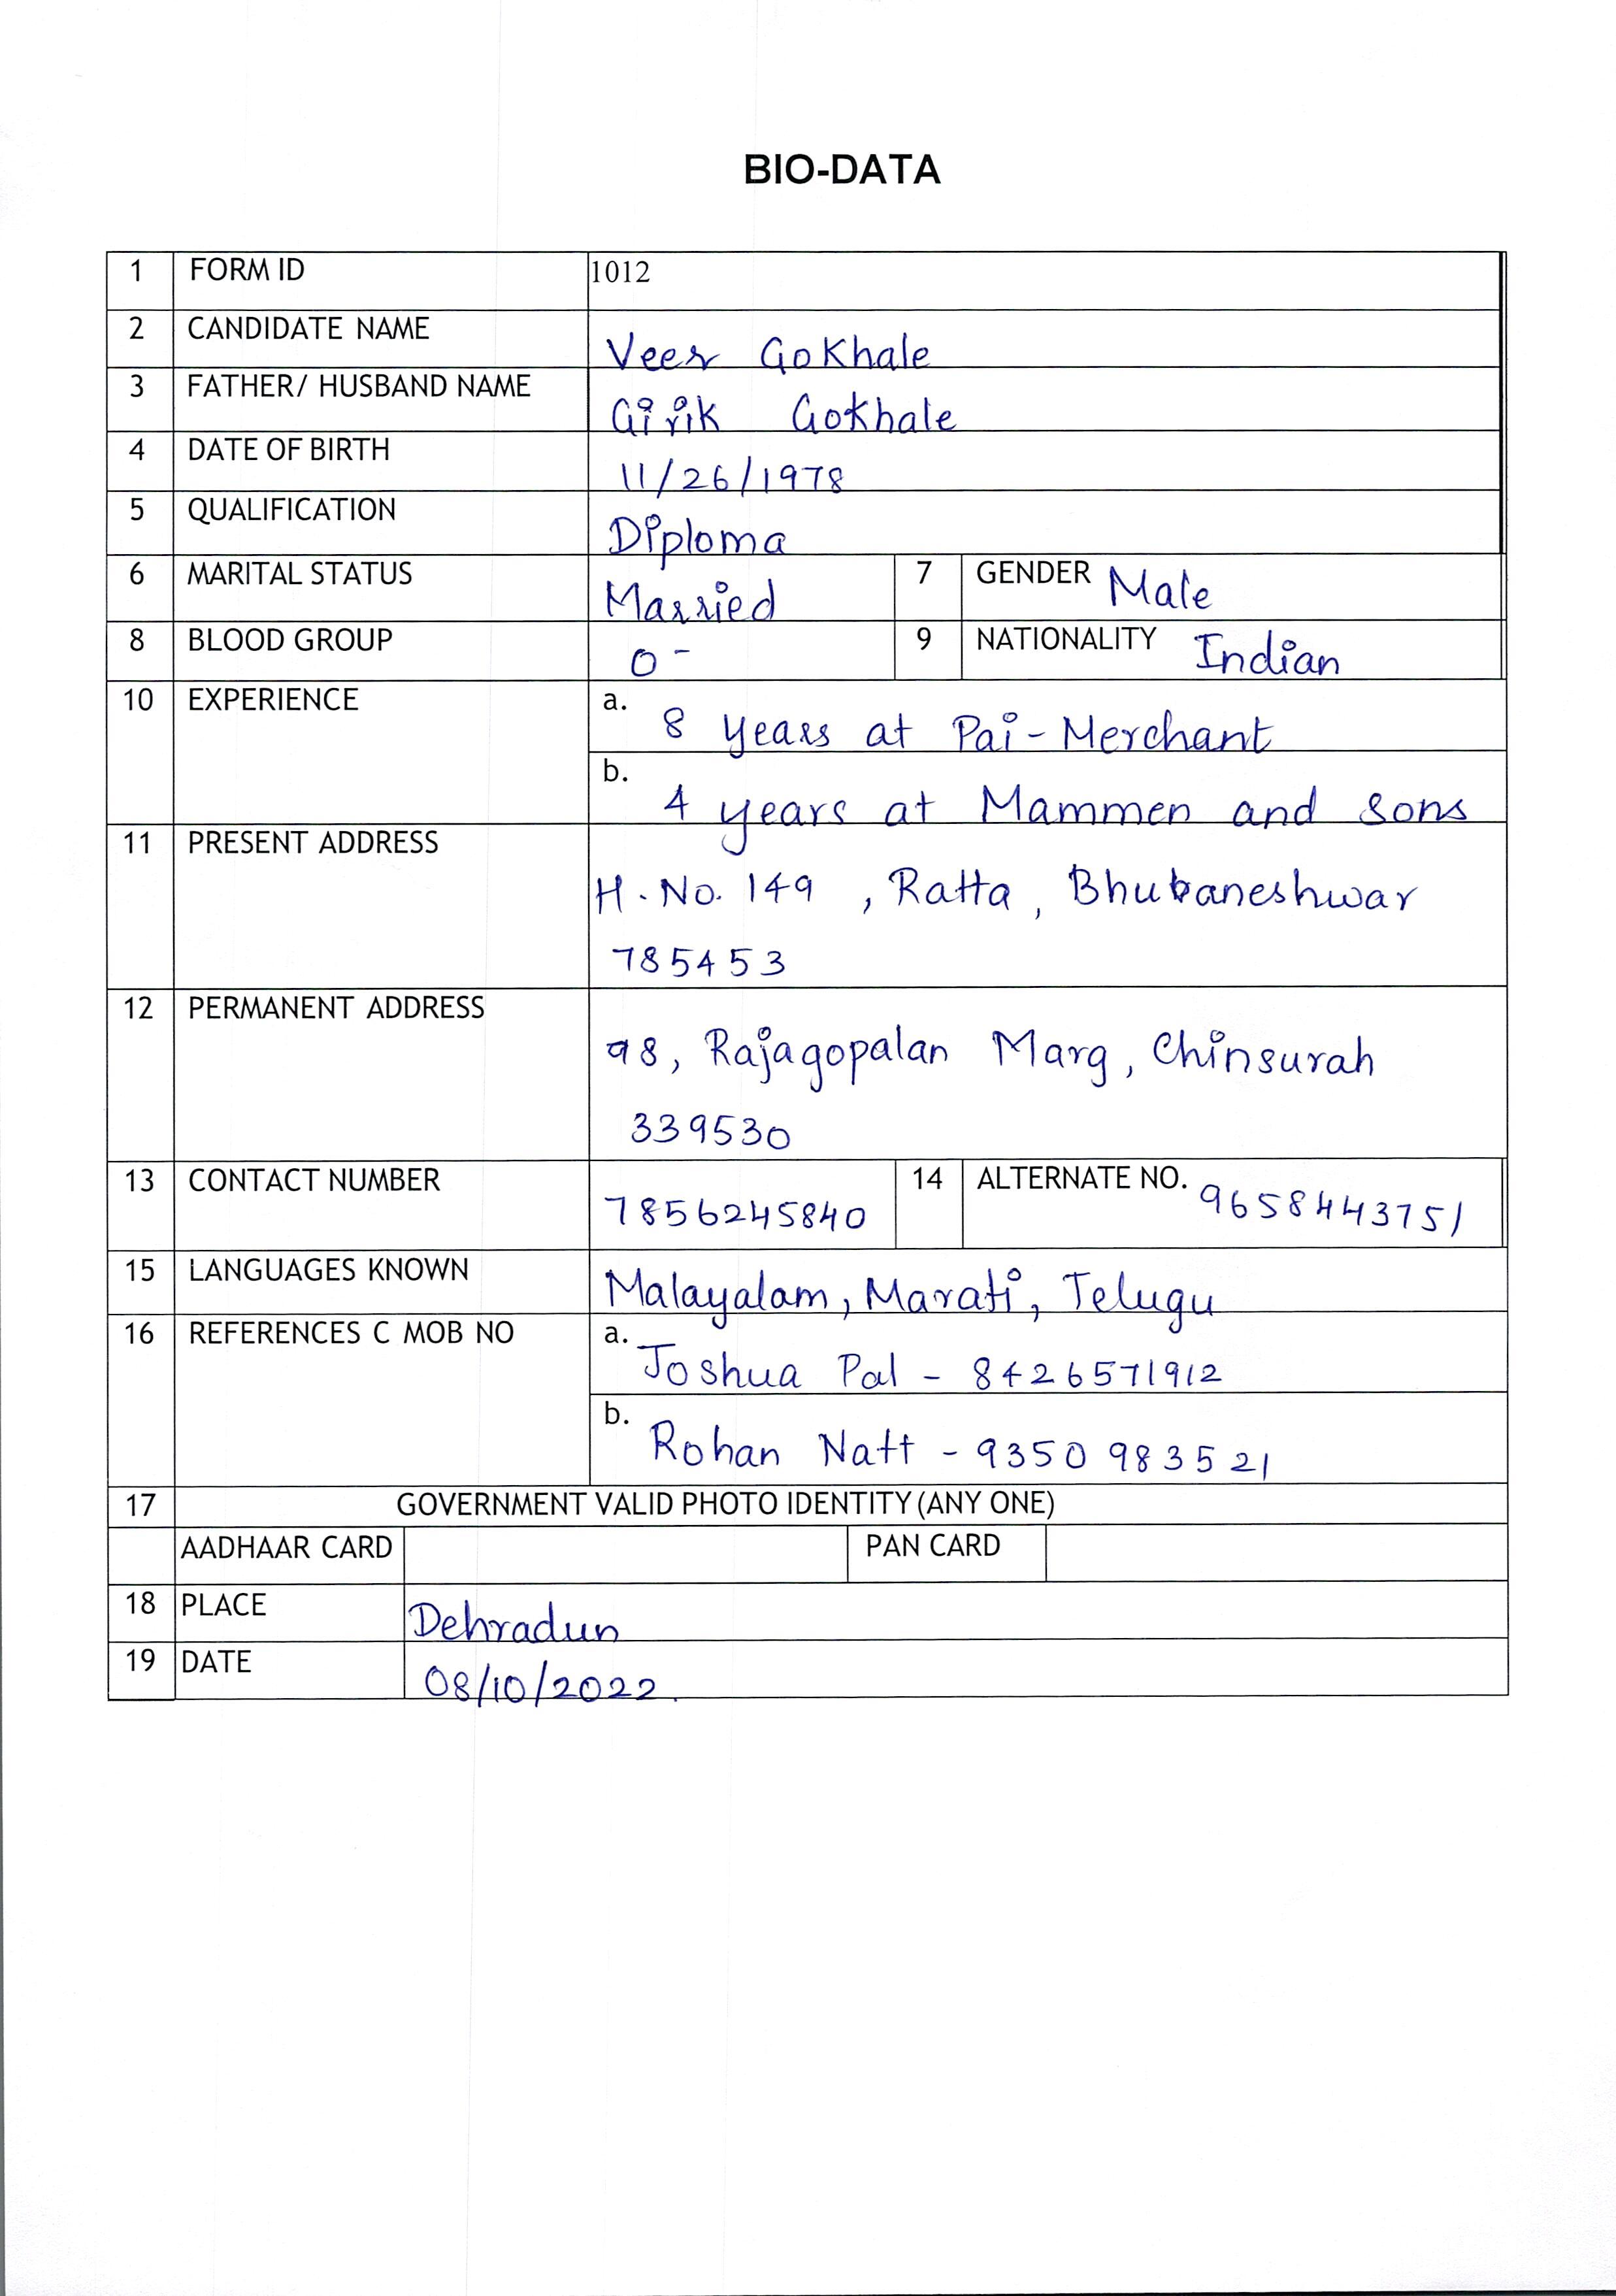 BIO-DATA
1 FORM ID 1012
2 CANDIDATE NAME Veer Gokhale
3 FATHER/ HUSBAND NAME Girik Gokhale
4 DATE OF BIRTH 11/26/1978
5 QUALIFICATION Diploma
6 MARITAL STATUS Married 7 GENDER Male
8 BLOOD GROUP O- 9 NATIONALITY Indian
10 EXPERIENCE a. 8 years at Pai-Merchant
b. 4 years at Mammen and sons
11 PRESENT ADDRESS
H.No. 149 , Ratta, Bhubaneshwar
785453
12 PERMANENT ADDRESS
98, Rajagopalan Marg, Chinsurah
339530
13 CONTACT NUMBER 7856245840 14 ALTERNATE NO. 9658443751
15 LANGUAGES KNOWN Malayalam, Marati, Telugu
16 REFERENCES C MOB NO a. Joshua Pal - 8426571912
b. Rohan Natt - 9350983521
17 GOVERNMENT VALID PHOTO IDENTITY (ANY ONE)
AADHAAR CARD PAN CARD
18 PLACE Dehradun
19 DATE 08/10/2022.